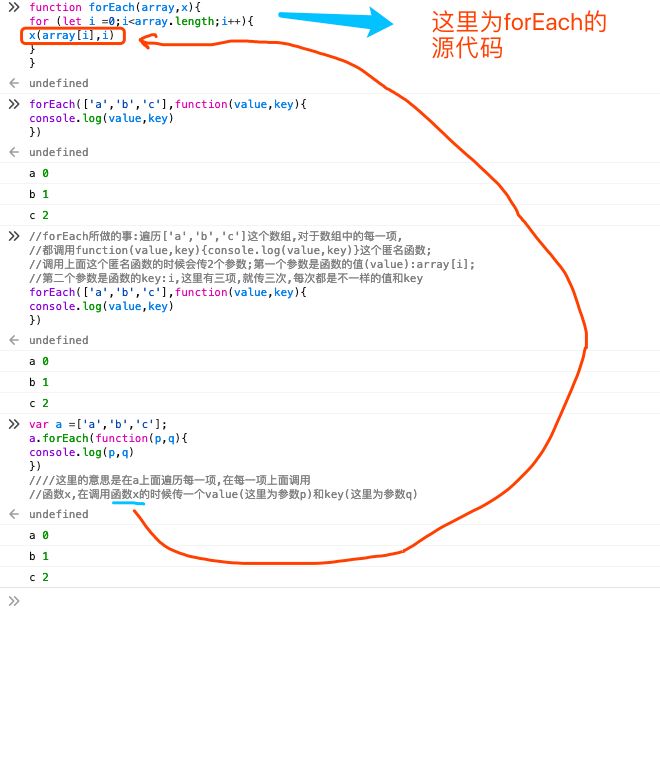 function forEach(array,x){
for (let i =0;i<array.length;i++){
x(array[i],i)
}
}
这里为forEach的
源代码
undefined
forEach(['a','b','c'],function(value,key){
console.log(value,key)
})
undefined
a 0
b 1
c 2
//forEach所做的事:遍历['a','b','c']这个数组,对于数组中的每一项,
//都调用function(value,key){console.log(value,key)}这个匿名函数;
//调用上面这个匿名函数的时候会传2个参数;第一个参数是函数的值(value):array[i];
//第二个参数是函数的key:i,这里有三项,就传三次,每次都是不一样的值和key
forEach(['a','b','c'],function(value,key){
console.log(value,key)
})
undefined
a 0
b 1
c 2
var a =['a','b','c'];
a.forEach(function(p,q){
console.log(p,q)
})
////这里的意思是在a上面遍历每一项,在每一项上面调用
//函数x,在调用函数x的时候传一个value(这里为参数p)和key(这里为参数q)
undefined
a 0
b 1
c 2